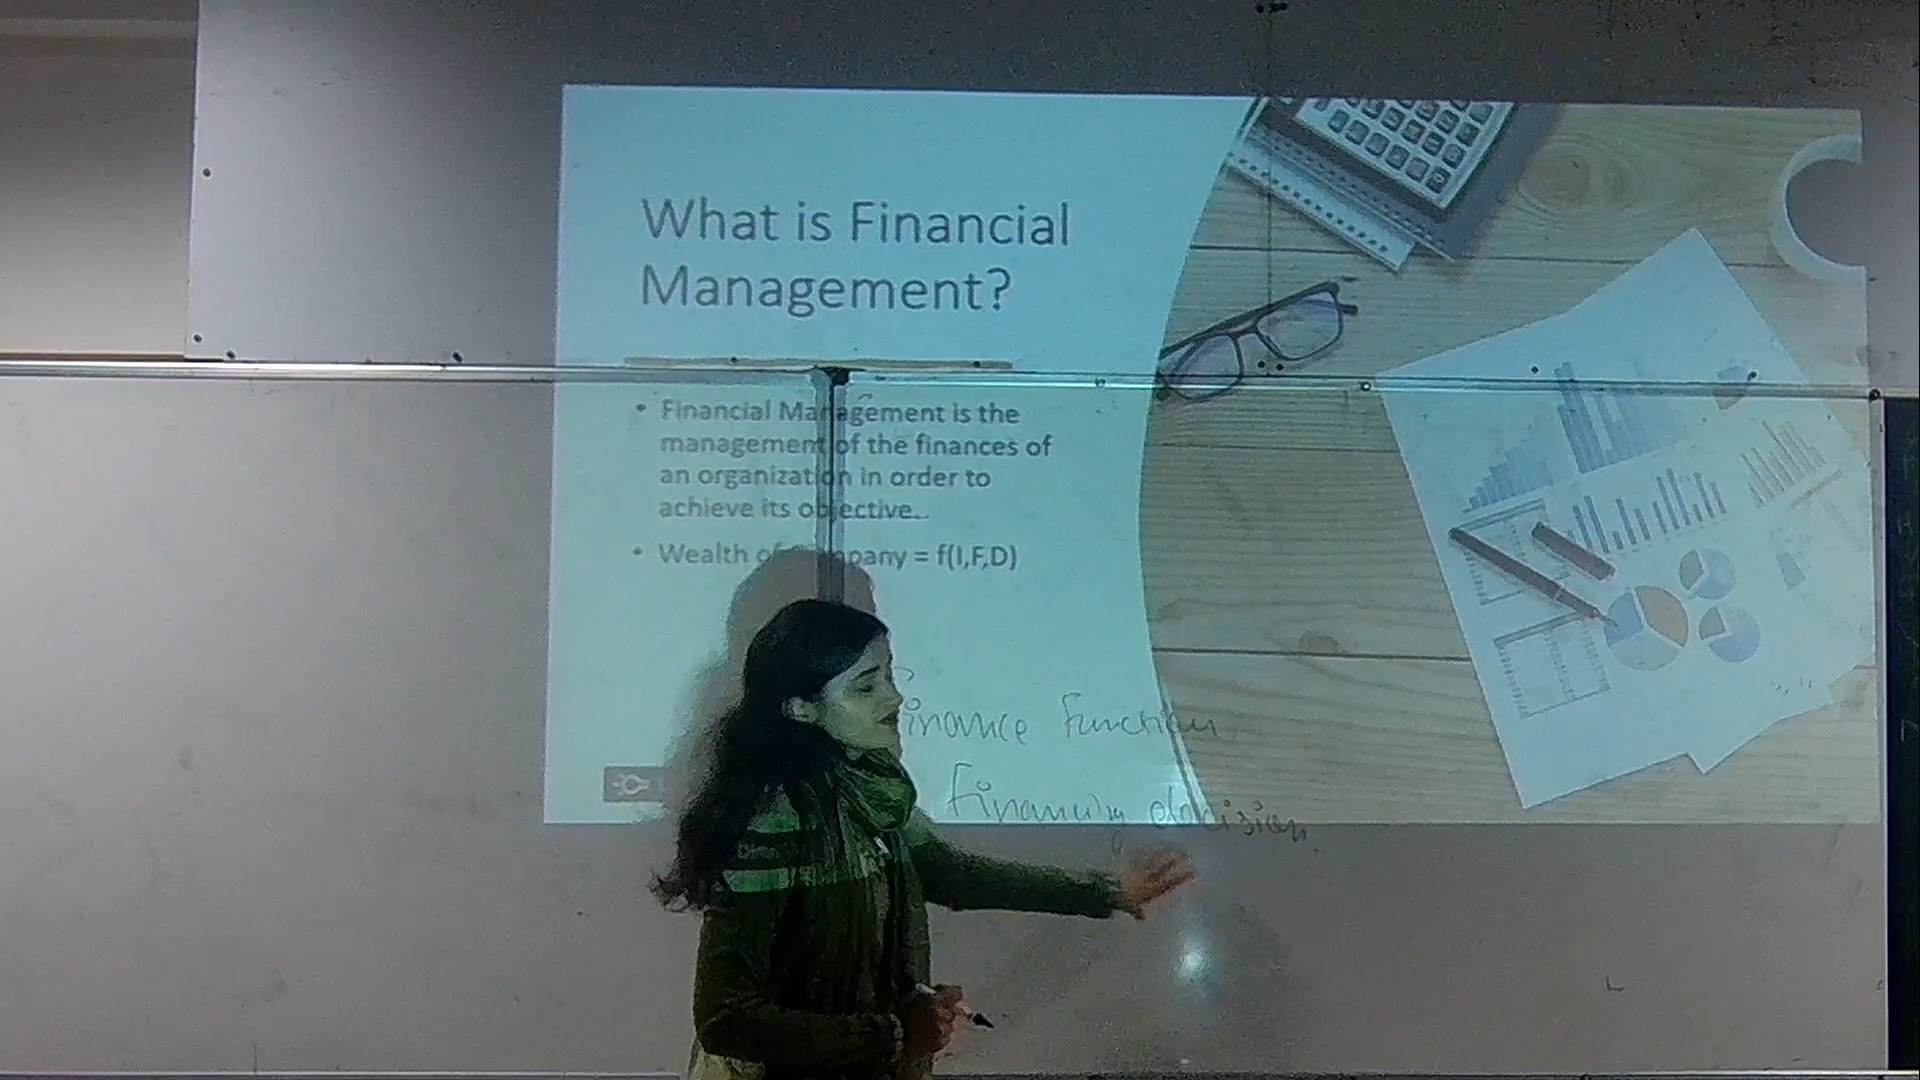 What is Financial
Management?
• Financial Management is the
management of the finances of
an organization in order to
achieve its objective.
• Wealth of Company = f(I,F,D)
Finance Function
Financing decision